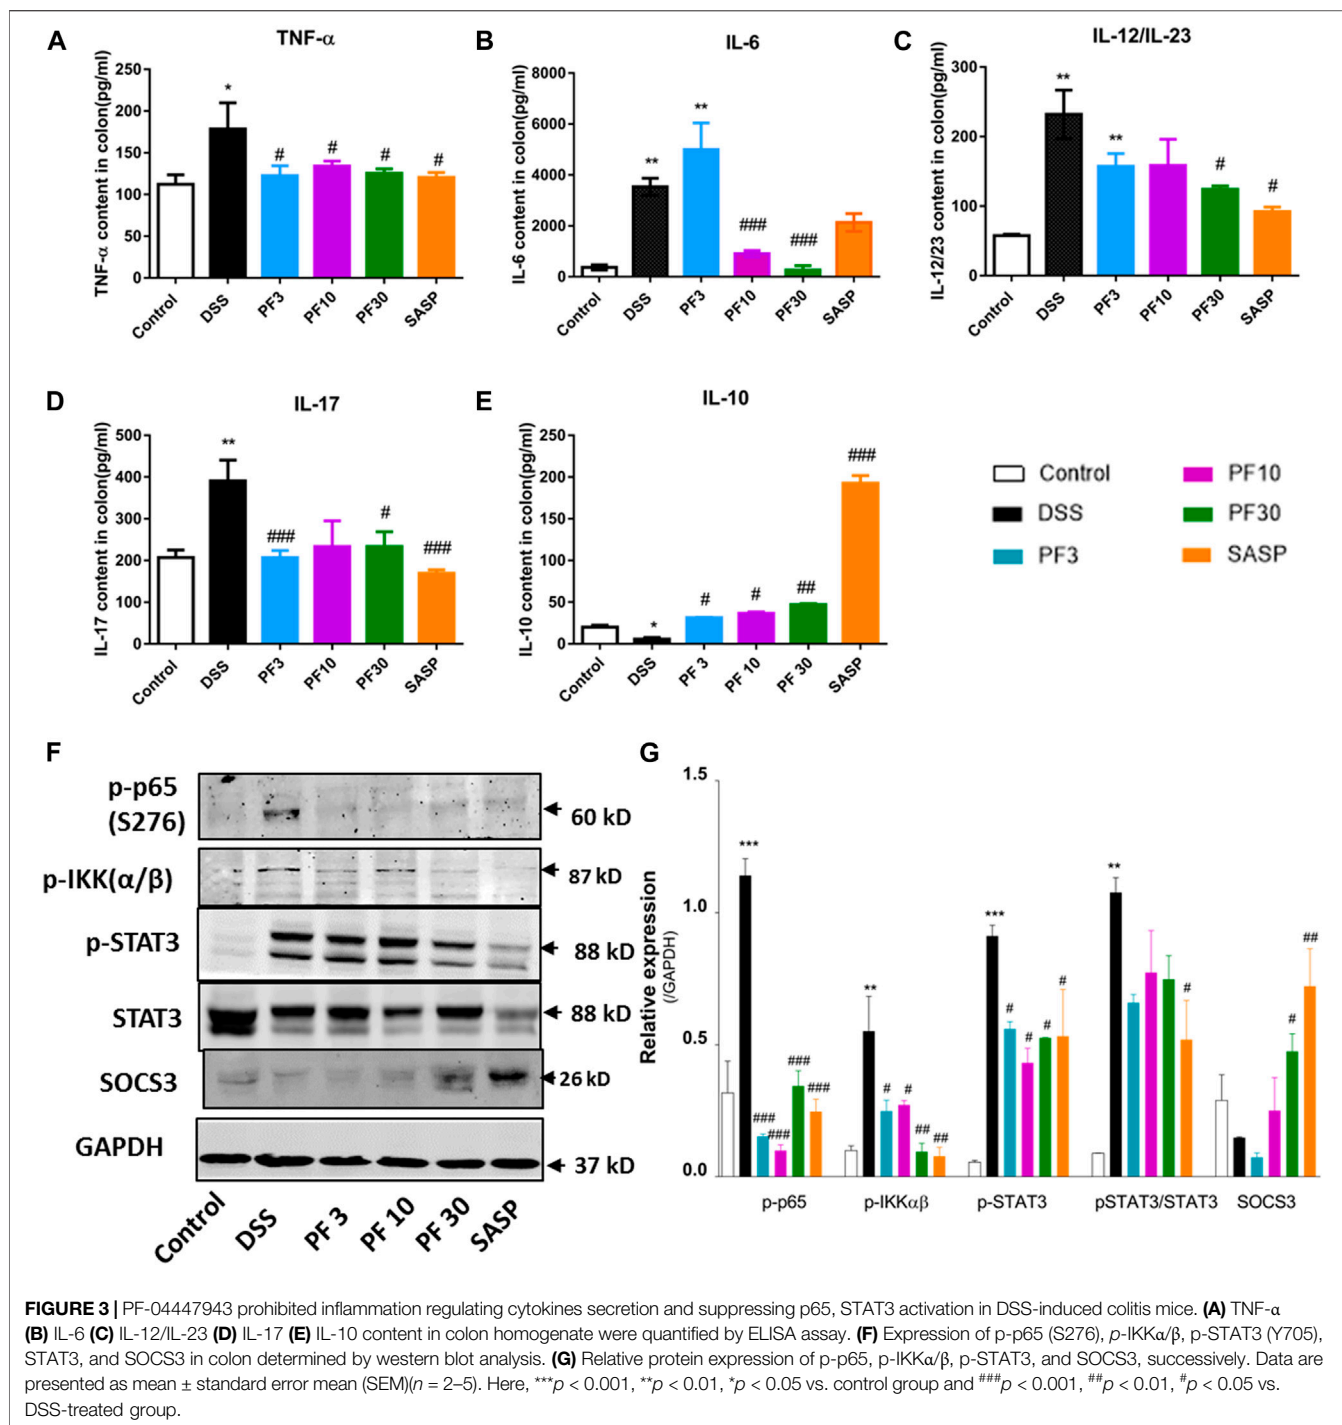 A
TNF-α
TNF-α content in colon(pg/ml)
250
200
150
100
50
0
*
#
#
#
#
Control
DSS
PF3
PF10
PF30
SASP
B
IL-6
IL-6 content in colon(pg/ml)
8000
6000
4000
2000
0
**
**
###
###
Control
DSS
PF3
PF10
PF30
SASP
C
IL-12/IL-23
IL-12/23 content in colon(pg/ml)
300
200
100
0
**
**
#
#
Control
DSS
PF3
PF10
PF30
SASP
D
IL-17
IL-17 content in colon(pg/ml)
500
400
300
200
100
0
**
###
#
###
Control
DSS
PF3
PF10
PF30
SASP
E
IL-10
IL-10 content in colon(pg/ml)
250
200
150
100
50
0
*
#
#
##
###
Control
DSS
PF 3
PF 10
PF 30
SASP
Control
DSS
PF3
PF10
PF30
SASP
F
p-p65
(S276)
60 kD
p-IKK(α/β)
87 kD
p-STAT3
88 kD
STAT3
88 kD
SOCS3
26 kD
GAPDH
37 kD
Control
DSS
PF 3
PF 10
PF 30
SASP
G
Relative expression
(/GAPDH)
1.5
1.0
0.5
0.0
***
###
###
###
###
**
#
#
##
##
***
#
#
#
#
**
#
#
##
p-p65
p-IKKαβ
p-STAT3
pSTAT3/STAT3
SOCS3
FIGURE 3 | PF-04447943 prohibited inflammation regulating cytokines secretion and suppressing p65, STAT3 activation in DSS-induced colitis mice. (A) TNF-α
(B) IL-6 (C) IL-12/IL-23 (D) IL-17 (E) IL-10 content in colon homogenate were quantified by ELISA assay. (F) Expression of p-p65 (S276), p-IKKα/β, p-STAT3 (Y705),
STAT3, and SOCS3 in colon determined by western blot analysis. (G) Relative protein expression of p-p65, p-IKKα/β, p-STAT3, and SOCS3, successively. Data are
presented as mean ± standard error mean (SEM)(n = 2–5). Here, ***p < 0.001, **p < 0.01, *p < 0.05 vs. control group and ###p < 0.001, ##p < 0.01, #p < 0.05 vs.
DSS-treated group.